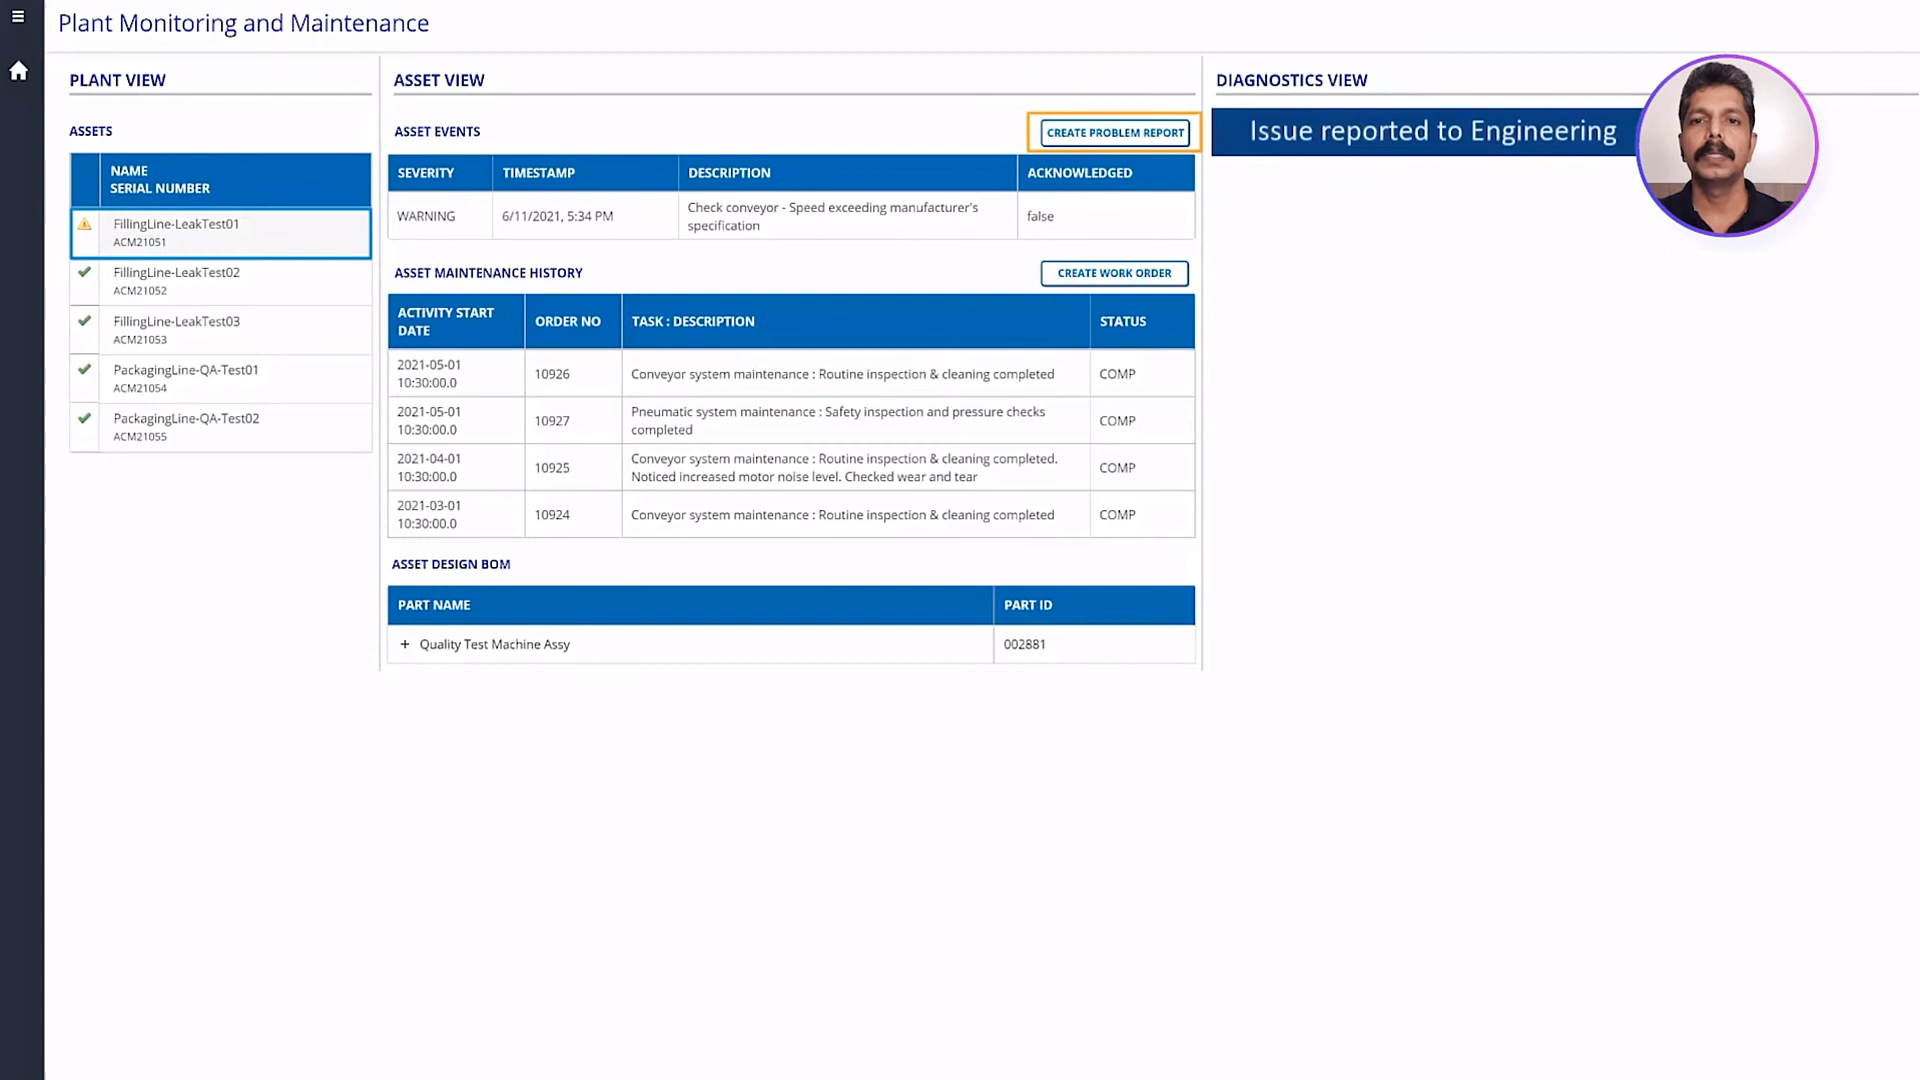 Plant Monitoring and Maintenance
PLANT VIEW
ASSETS
NAME
SERIAL NUMBER
FillingLine-LeakTest01
ACM21051
FillingLine-LeakTest02
ACM21052
FillingLine-LeakTest03
ACM21053
PackagingLine-QA-Test01
ACM21054
PackagingLine-QA-Test02
ACM21055
ASSET VIEW
ASSET EVENTS
CREATE PROBLEM REPORT
SEVERITY TIMESTAMP DESCRIPTION ACKNOWLEDGED
WARNING 6/11/2021, 5:34 PM Check conveyor - Speed exceeding manufacturer's
specification false
ASSET MAINTENANCE HISTORY
CREATE WORK ORDER
ACTIVITY START
DATE ORDER NO TASK : DESCRIPTION STATUS
2021-05-01
10:30:00.0 10926 Conveyor system maintenance : Routine inspection & cleaning completed COMP
2021-05-01
10:30:00.0 10927 Pneumatic system maintenance : Safety inspection and pressure checks
completed COMP
2021-04-01
10:30:00.0 10925 Conveyor system maintenance : Routine inspection & cleaning completed.
Noticed increased motor noise level. Checked wear and tear COMP
2021-03-01
10:30:00.0 10924 Conveyor system maintenance : Routine inspection & cleaning completed COMP
ASSET DESIGN BOM
PART NAME PART ID
+ Quality Test Machine Assy 002881
DIAGNOSTICS VIEW
Issue reported to Engineering